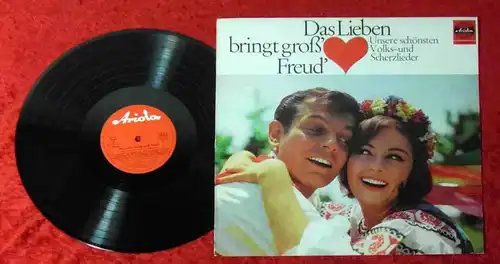 Das Lieben
bringt groß'
Freud'
Unsere schönsten
Volks-und
Scherzlieder
Ariola
Ariola